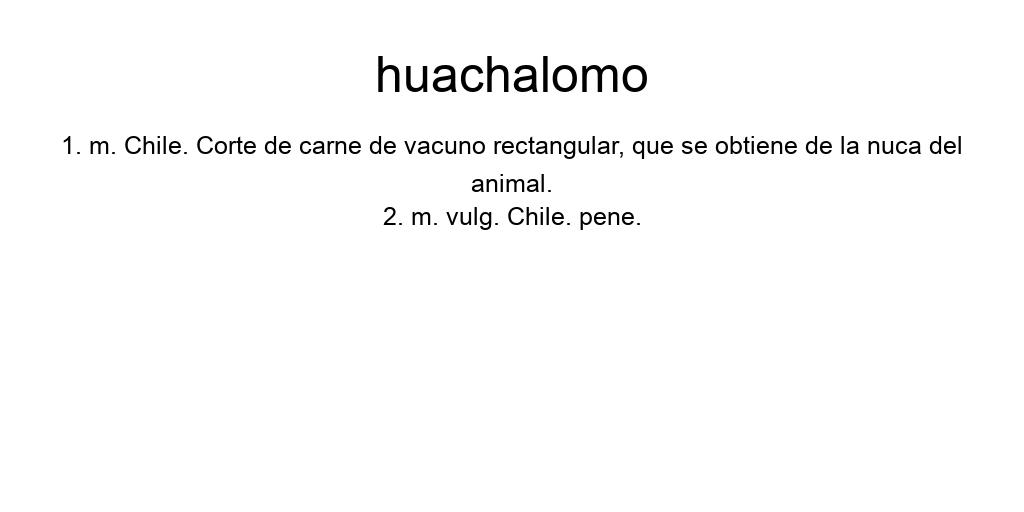 huachalomo
1. m. Chile. Corte de carne de vacuno rectangular, que se obtiene de la nuca del
animal.
2. m. vulg. Chile. pene.